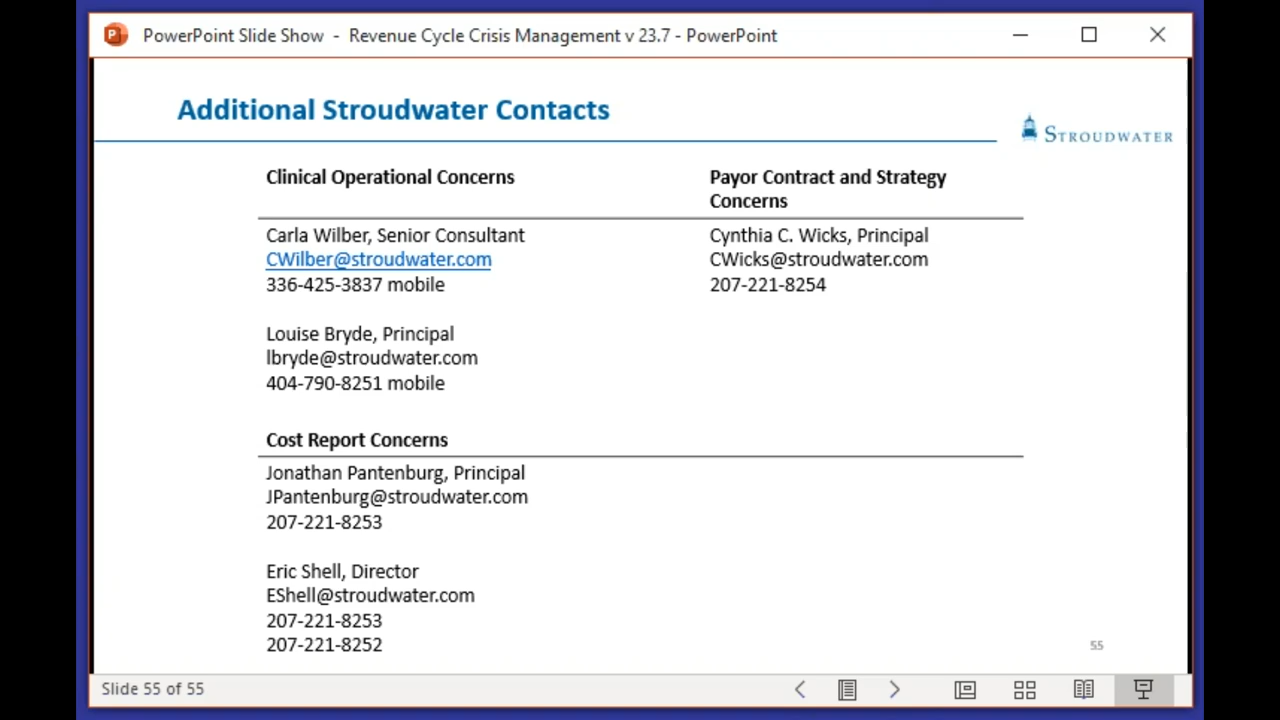 PowerPoint Slide Show - Revenue Cycle Crisis Management v 23.7 - PowerPoint
Additional Stroudwater Contacts
STROUDWATER
Clinical Operational Concerns
Carla Wilber, Senior Consultant
CWilber@stroudwater.com
336-425-3837 mobile
Louise Bryde, Principal
lbryde@stroudwater.com
404-790-8251 mobile
Payor Contract and Strategy
Concerns
Cynthia C. Wicks, Principal
CWicks@stroudwater.com
207-221-8254
Cost Report Concerns
Jonathan Pantenburg, Principal
JPantenburg@stroudwater.com
207-221-8253
Eric Shell, Director
EShell@stroudwater.com
207-221-8253
207-221-8252
55
Slide 55 of 55